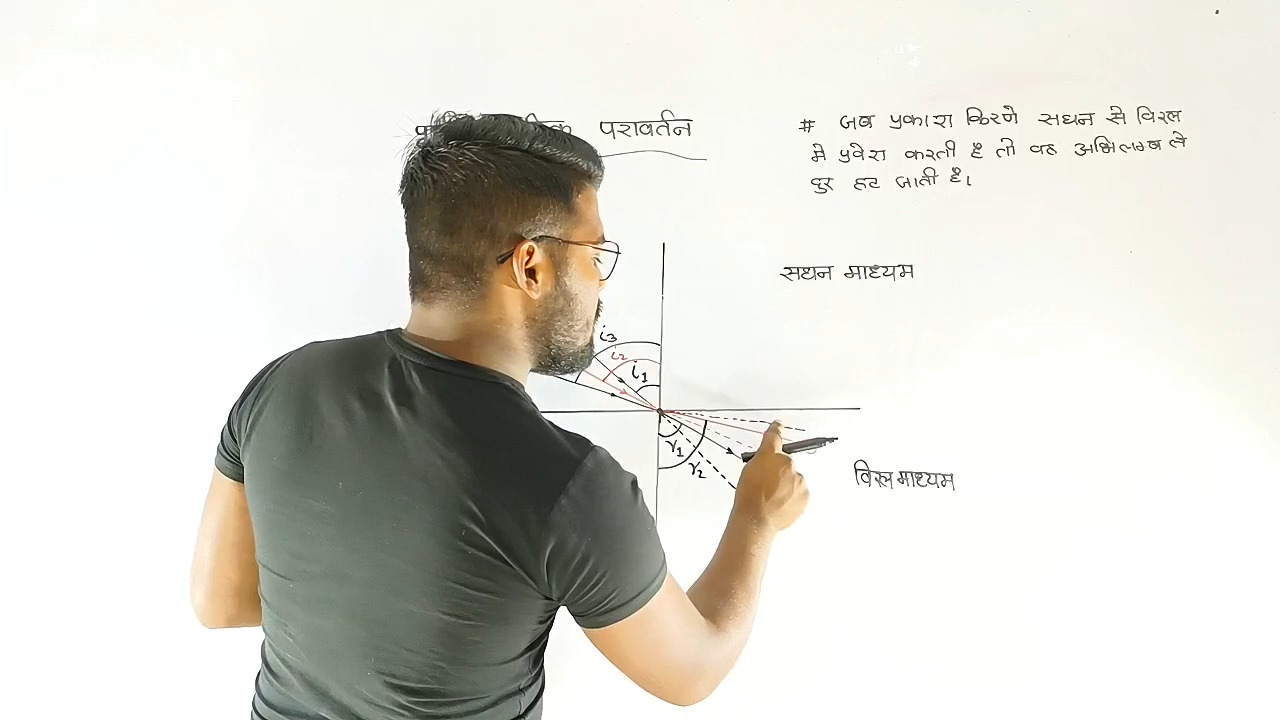 परावर्तन
# जब प्रकाश किरणे सघन से विरल
मे प्रवेश करती है तो वह अभिलम्ब से
दुर हट जाती है।
सघन माध्यम
i3
i2
i1
r1
r2
विरल माध्यम